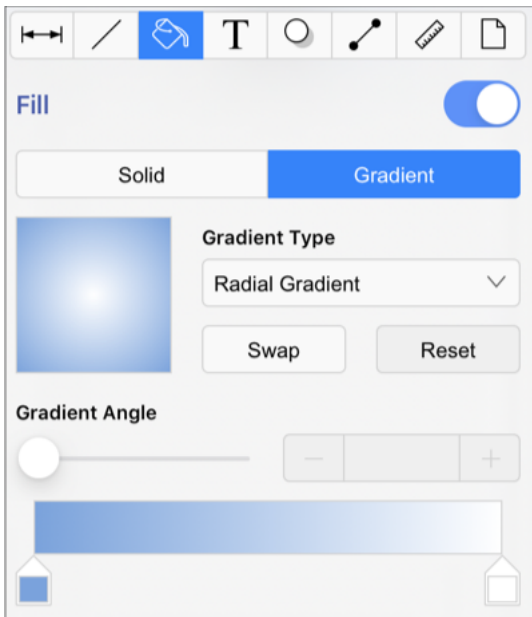 T
Fill
Solid Gradient
Gradient Type
Radial Gradient
Swap Reset
Gradient Angle